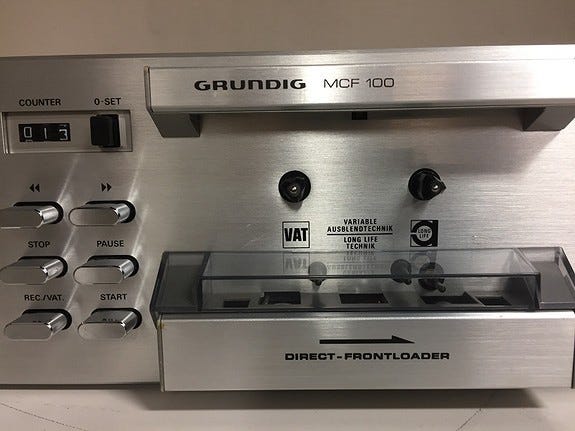 GRUNDIG MCF 100
COUNTER 0-SET
013
◀◀ ▶▶
STOP PAUSE
REC./VAT. START
VAT
VARIABLE
AUSBLENDTECHNIK
LONG LIFE
TECHNIK
LONG
LIFE
DIRECT-FRONTLOADER